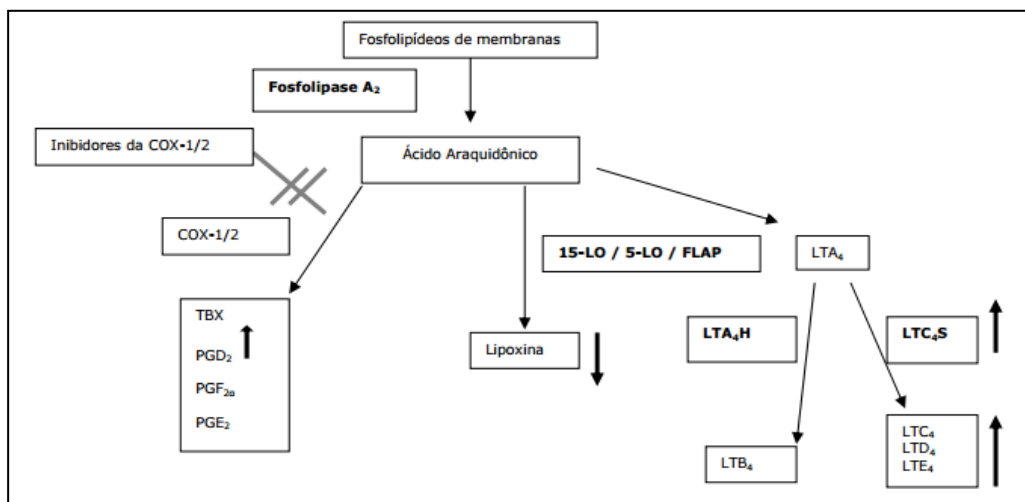 Fosfolipídeos de membranas
Fosfolipase A₂
Inibidores da COX-1/2
Ácido Araquidônico
COX-1/2
15-LO / 5-LO / FLAP
LTA₄
TBX
PGD₂
PGF₂α
PGE₂
Lipoxina
LTA₄H
LTC₄S
LTB₄
LTC₄
LTD₄
LTE₄